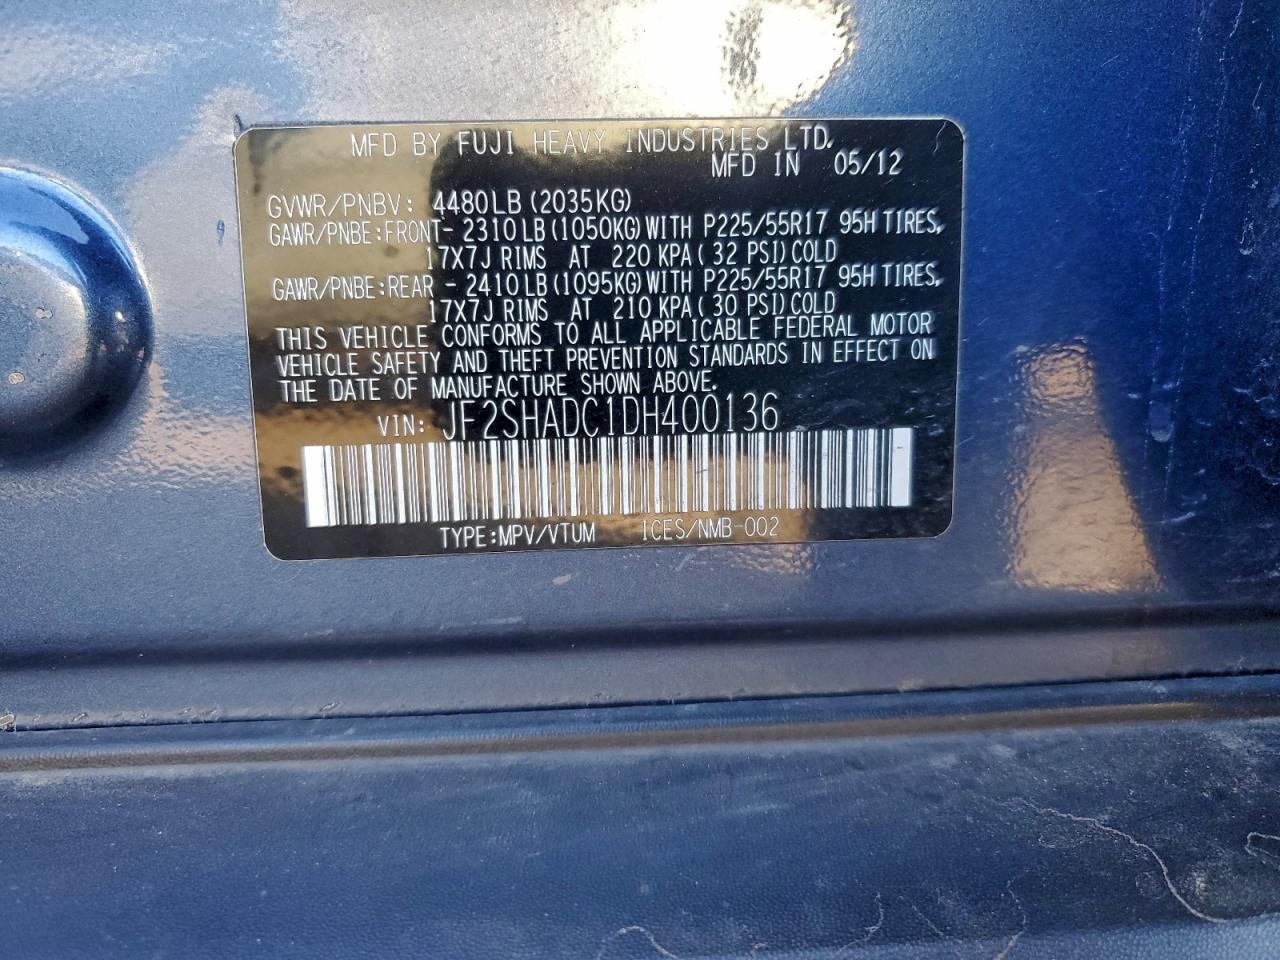 MFD BY FUJI HEAVY INDUSTRIES LTD.
MFD IN 05/12
GVWR/PNBV: 4480LB (2035KG)
GAWR/PNBE:FRONT- 2310LB (1050KG) WITH P225/55R17 95H TIRES,
17X7J RIMS AT 220 KPA (32 PSI) COLD
GAWR/PNBE:REAR - 2410LB (1095KG) WITH P225/55R17 95H TIRES,
17X7J RIMS AT 210 KPA (30 PSI) COLD
THIS VEHICLE CONFORMS TO ALL APPLICABLE FEDERAL MOTOR
VEHICLE SAFETY AND THEFT PREVENTION STANDARDS IN EFFECT ON
THE DATE OF MANUFACTURE SHOWN ABOVE.
VIN: JF2SHADC1DH400136
TYPE:MPV/VTUM ICES/NMB-002